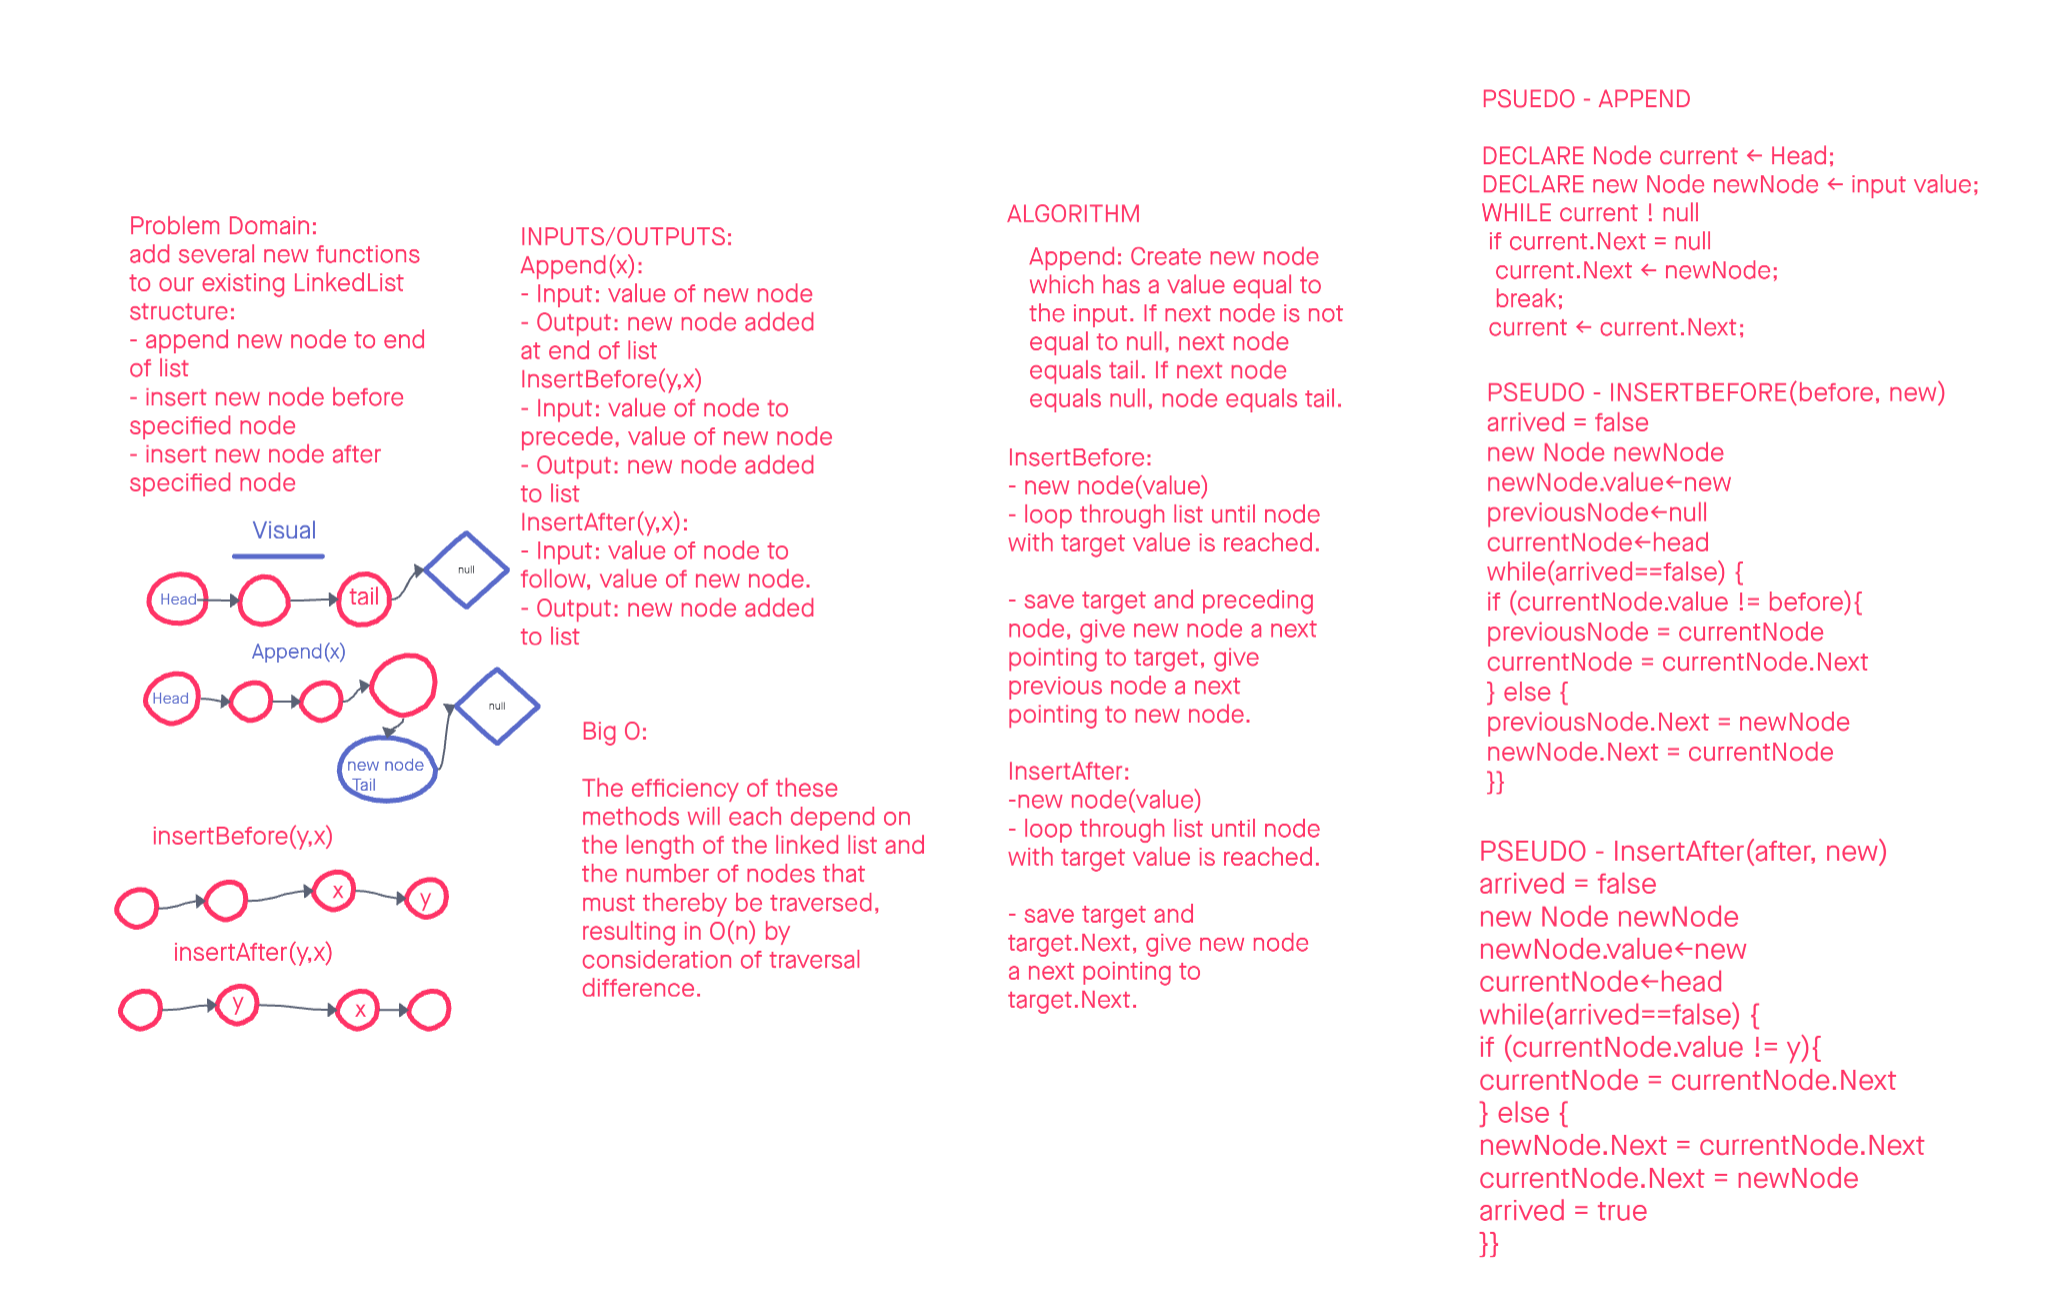 Problem Domain:
add several new functions
to our existing LinkedList
structure:
- append new node to end
of list
- insert new node before
specified node
- insert new node after
specified node
Visual
Head
tail
null
Append(x)
Head
null
new node
Tail
insertBefore(y,x)
x
y
insertAfter(y,x)
y
x
INPUTS/OUTPUTS:
Append(x):
- Input: value of new node
- Output: new node added
at end of list
InsertBefore(y,x)
- Input: value of node to
precede, value of new node
- Output: new node added
to list
InsertAfter(y,x):
- Input: value of node to
follow, value of new node.
- Output: new node added
to list
Big O:
The efficiency of these
methods will each depend on
the length of the linked list and
the number of nodes that
must thereby be traversed,
resulting in O(n) by
consideration of traversal
difference.
ALGORITHM
Append: Create new node
which has a value equal to
the input. If next node is not
equal to null, next node
equals tail. If next node
equals null, node equals tail.
InsertBefore:
- new node(value)
- loop through list until node
with target value is reached.
- save target and preceding
node, give new node a next
pointing to target, give
previous node a next
pointing to new node.
InsertAfter:
-new node(value)
- loop through list until node
with target value is reached.
- save target and
target.Next, give new node
a next pointing to
target.Next.
PSUEDO - APPEND
DECLARE Node current ← Head;
DECLARE new Node newNode ← input value;
WHILE current ! null
if current.Next = null
current.Next ← newNode;
break;
current ← current.Next;
PSEUDO - INSERTBEFORE(before, new)
arrived = false
new Node newNode
newNode.value←new
previousNode←null
currentNode←head
while(arrived==false) {
if (currentNode.value != before){
previousNode = currentNode
currentNode = currentNode.Next
} else {
previousNode.Next = newNode
newNode.Next = currentNode
}}
PSEUDO - InsertAfter(after, new)
arrived = false
new Node newNode
newNode.value←new
currentNode←head
while(arrived==false) {
if (currentNode.value != y){
currentNode = currentNode.Next
} else {
newNode.Next = currentNode.Next
currentNode.Next = newNode
arrived = true
}}